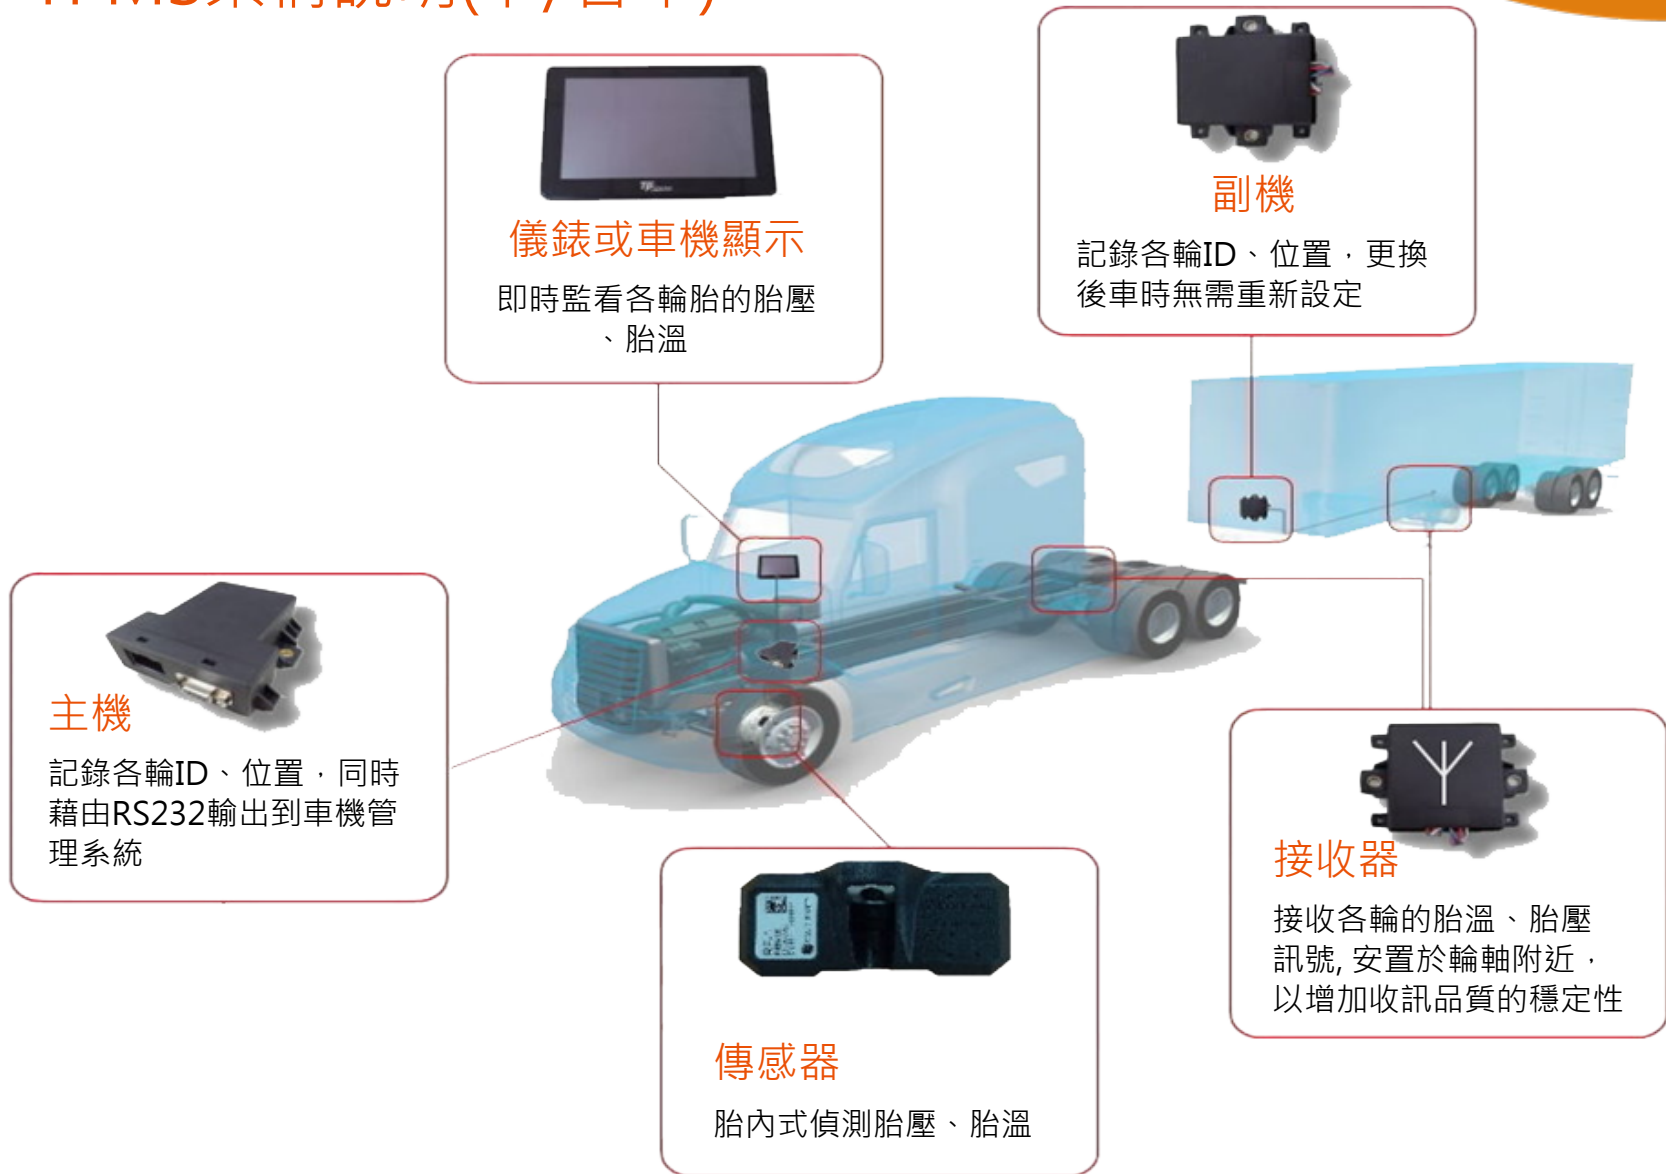 儀錶或車機顯示
即時監看各輪胎的胎壓
、胎溫
副機
記錄各輪ID、位置，更換
後車時無需重新設定
主機
記錄各輪ID、位置，同時
藉由RS232輸出到車機管
理系統
接收器
接收各輪的胎溫、胎壓
訊號, 安置於輪軸附近，
以增加收訊品質的穩定性
傳感器
胎內式偵測胎壓、胎溫